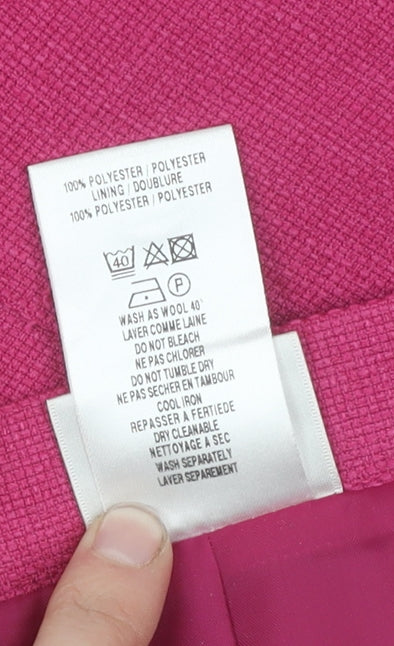 100% POLYESTER / POLYESTER
LINING / DOUBLURE
100% POLYESTER / POLYESTER
40
P
WASH AS WOOL 40°
LAVER COMME LAINE
DO NOT BLEACH
NE PAS CHLORER
DO NOT TUMBLE DRY
NE PAS SECHER EN TAMBOUR
COOL IRON
REPASSER A FERTIEDE
DRY CLEANABLE
NETTOYAGE A SEC
WASH SEPARATELY
LAVER SEPAREMENT